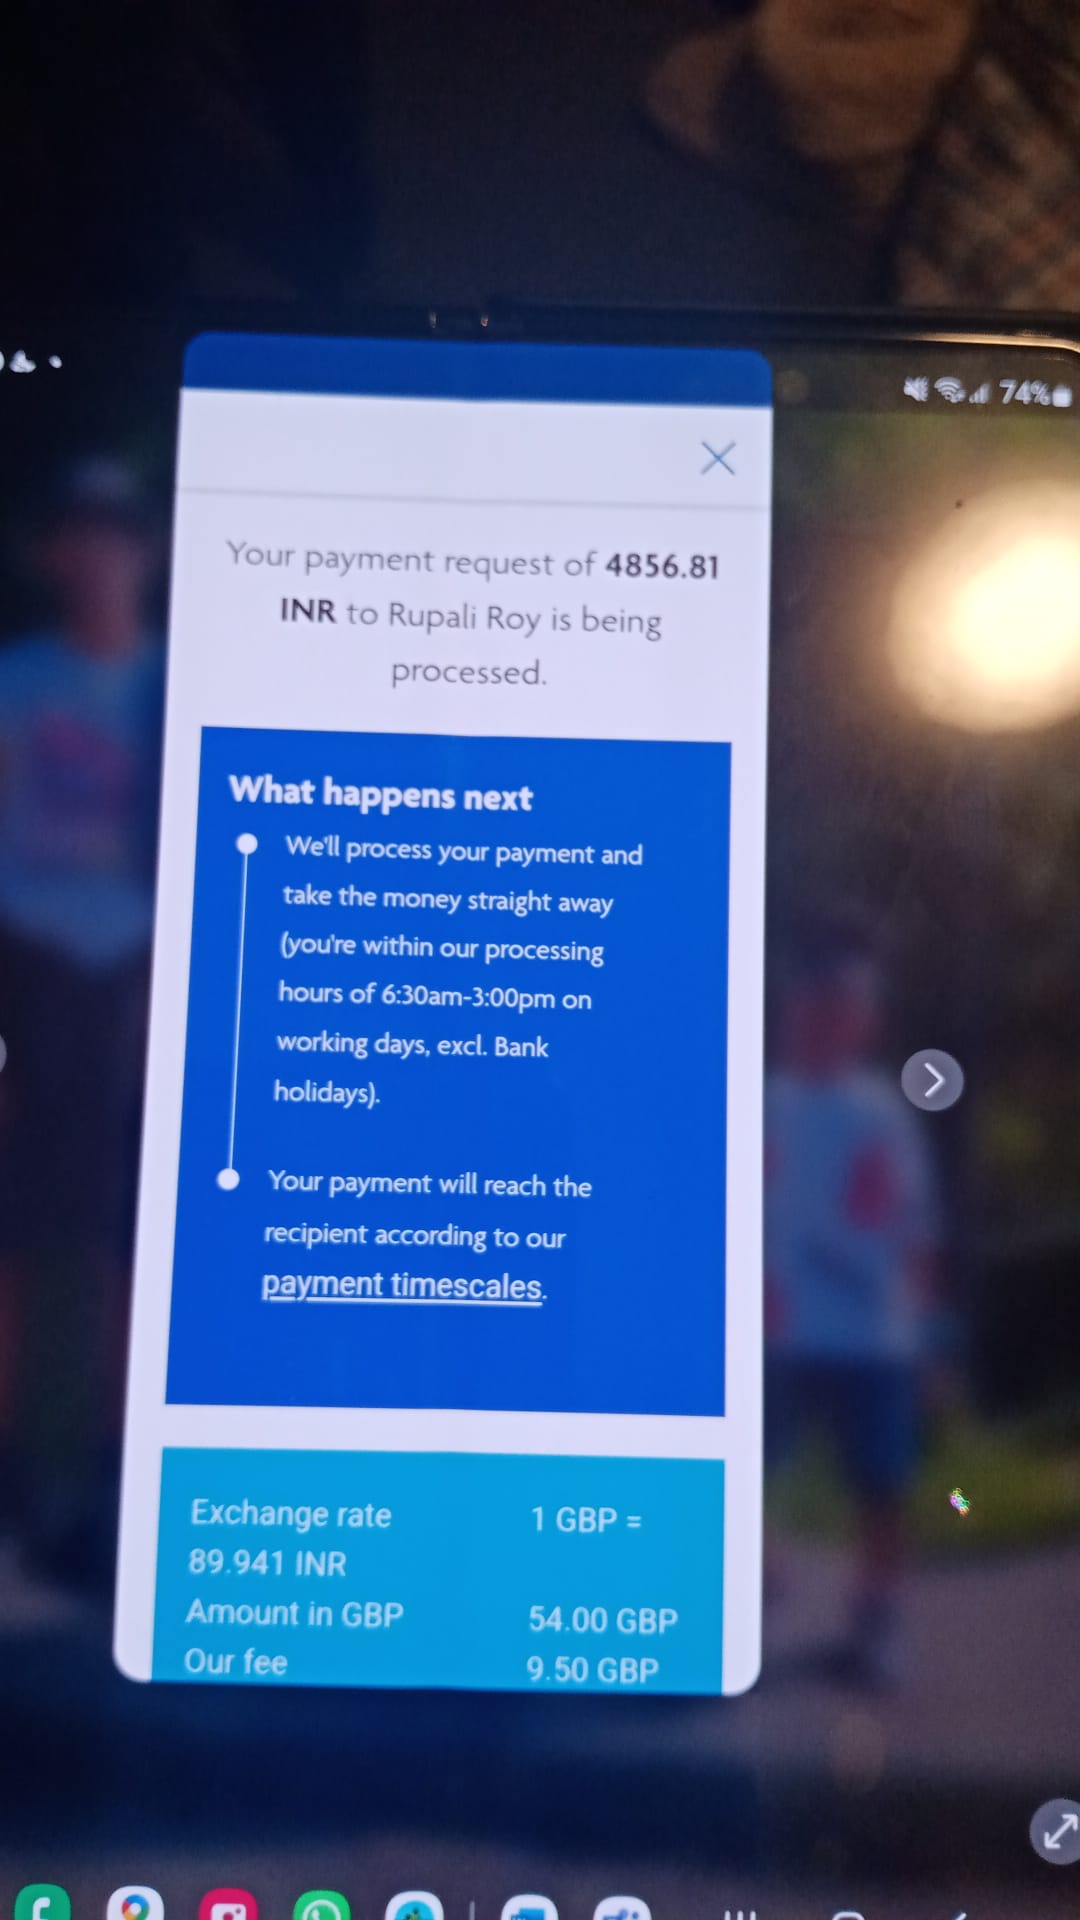 74%
Your payment request of 4856.81
INR to Rupali Roy is being
processed.
What happens next
We'll process your payment and
take the money straight away
(you're within our processing
hours of 6:30am-3:00pm on
working days, excl. Bank
holidays).
Your payment will reach the
recipient according to our
payment timescales.
Exchange rate 1 GBP =
89.941 INR
Amount in GBP 54.00 GBP
Our fee 9.50 GBP